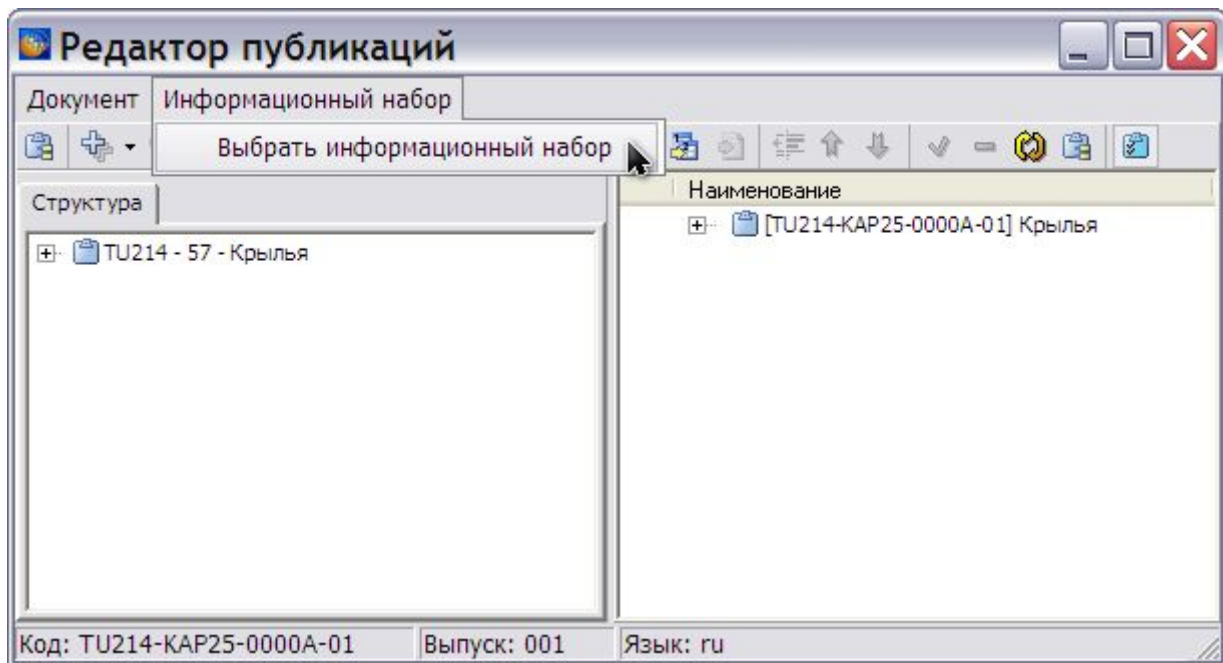 Редактор публикаций
Документ Информационный набор
Выбрать информационный набор
Структура
TU214 - 57 - Крылья
Наименование
[TU214-KAP25-0000A-01] Крылья
Код: TU214-KAP25-0000A-01 Выпуск: 001 Язык: ru